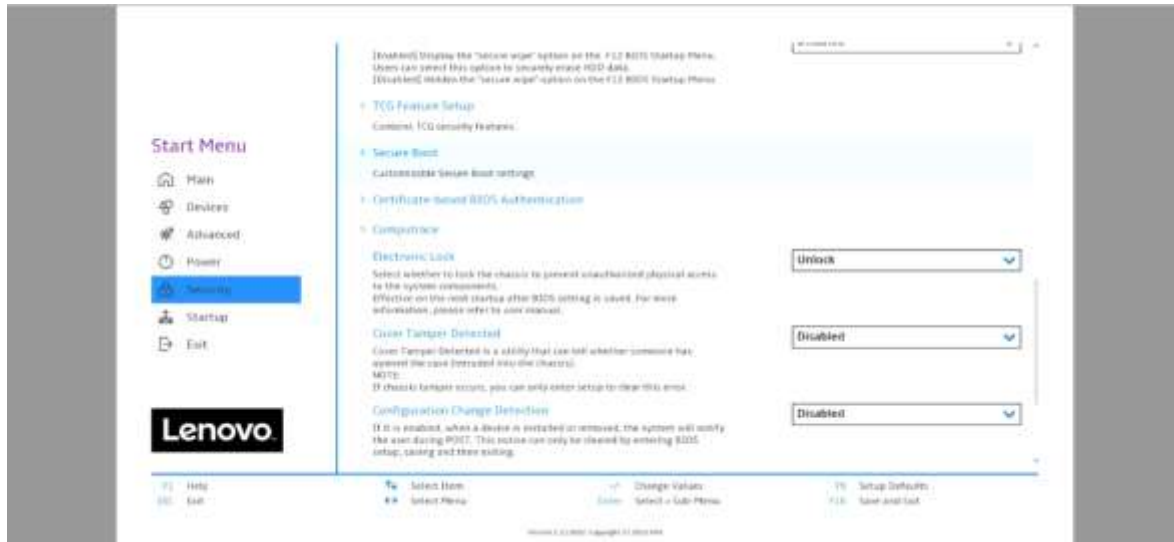 [Enabled] Display the "secure wipe" option on the F12 BIOS Startup Menu.
Users can select this option to securely erase HDD data.
[Disabled] Hidden the "secure wipe" option on the F12 BIOS Startup Menu
TCG Feature Setup
Control TCG security features.
Start Menu
Secure Boot
Customizable Secure Boot settings
Main
Certificate-based BIOS Authentication
Devices
Computrace
Advanced
Electronic Lock
Unlock
Power
Select whether to lock the chassis to prevent unauthorized physical access
to the system components.
Security
Effective on the next startup after BIOS setting is saved. For more
information, please refer to user manual.
Startup
Cover Tamper Detected
Disabled
Exit
Cover Tamper Detected is a utility that can tell whether someone has
opened the case (intruded into the chassis).
NOTE:
If chassis tamper occurs, you can only enter setup to clear this error.
Configuration Change Detection
Disabled
Lenovo
If it is enabled, when a device is installed or removed, the system will notify
the user during POST. This notice can only be cleared by entering BIOS
setup, saving and then exiting.
F1 Help
Select Item
Change Values
F9 Setup Defaults
ESC Exit
Select Menu
Enter Select > Sub-Menu
F10 Save and Exit